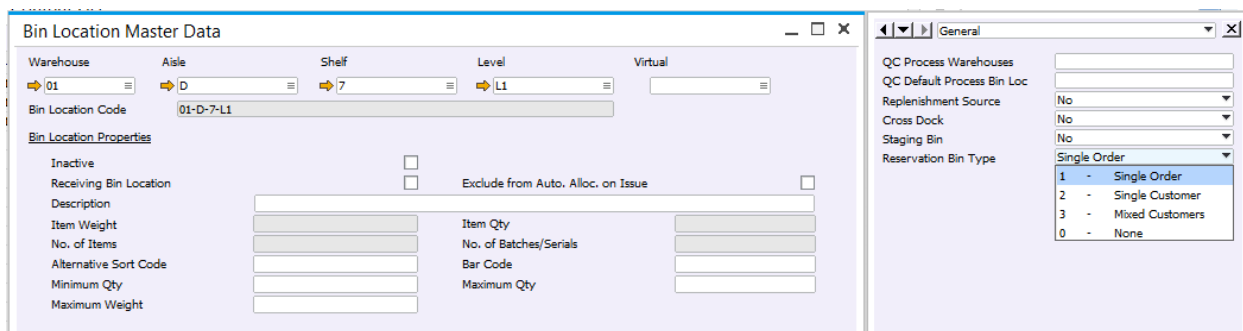 Bin Location Master Data
Warehouse Aisle Shelf Level Virtual
01 D 7 L1
Bin Location Code 01-D-7-L1
Bin Location Properties
Inactive
Receiving Bin Location Exclude from Auto. Alloc. on Issue
Description
Item Weight Item Qty
No. of Items No. of Batches/Serials
Alternative Sort Code Bar Code
Minimum Qty Maximum Qty
Maximum Weight
General
QC Process Warehouses
QC Default Process Bin Loc
Replenishment Source No
Cross Dock No
Staging Bin No
Reservation Bin Type Single Order
1 - Single Order
2 - Single Customer
3 - Mixed Customers
0 - None